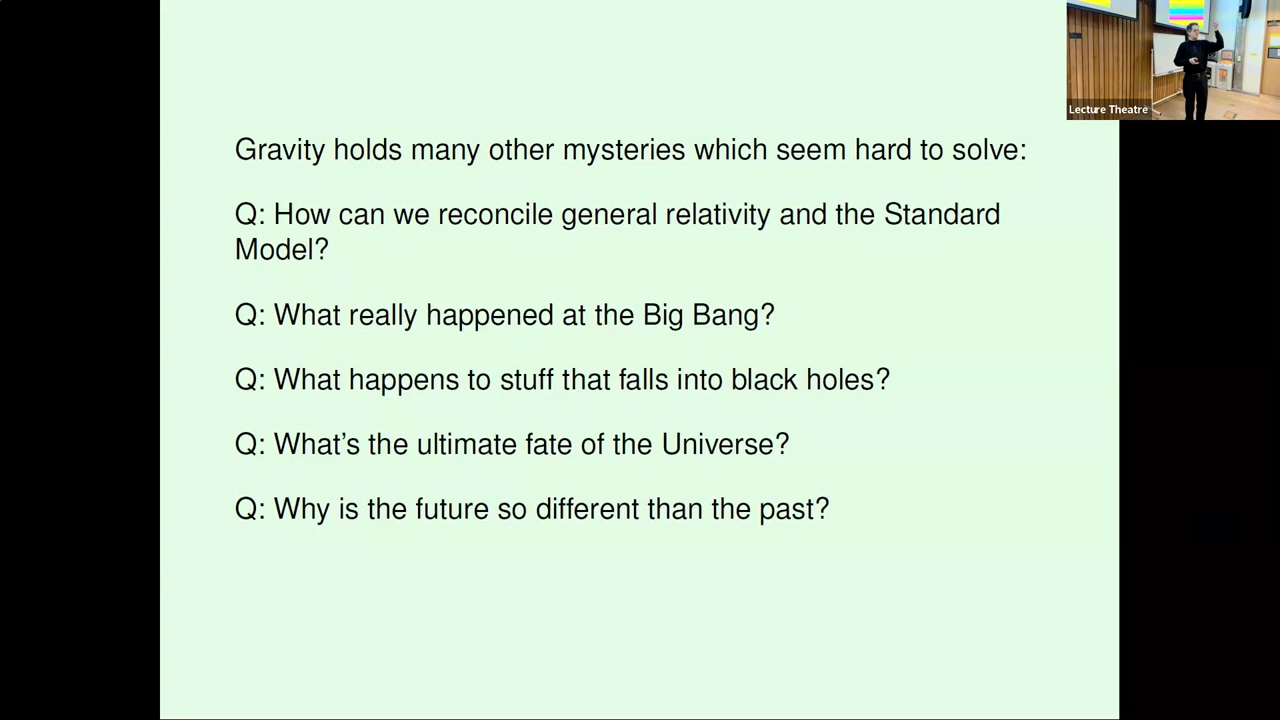 Lecture Theatre
Gravity holds many other mysteries which seem hard to solve:
Q: How can we reconcile general relativity and the Standard
Model?
Q: What really happened at the Big Bang?
Q: What happens to stuff that falls into black holes?
Q: What’s the ultimate fate of the Universe?
Q: Why is the future so different than the past?